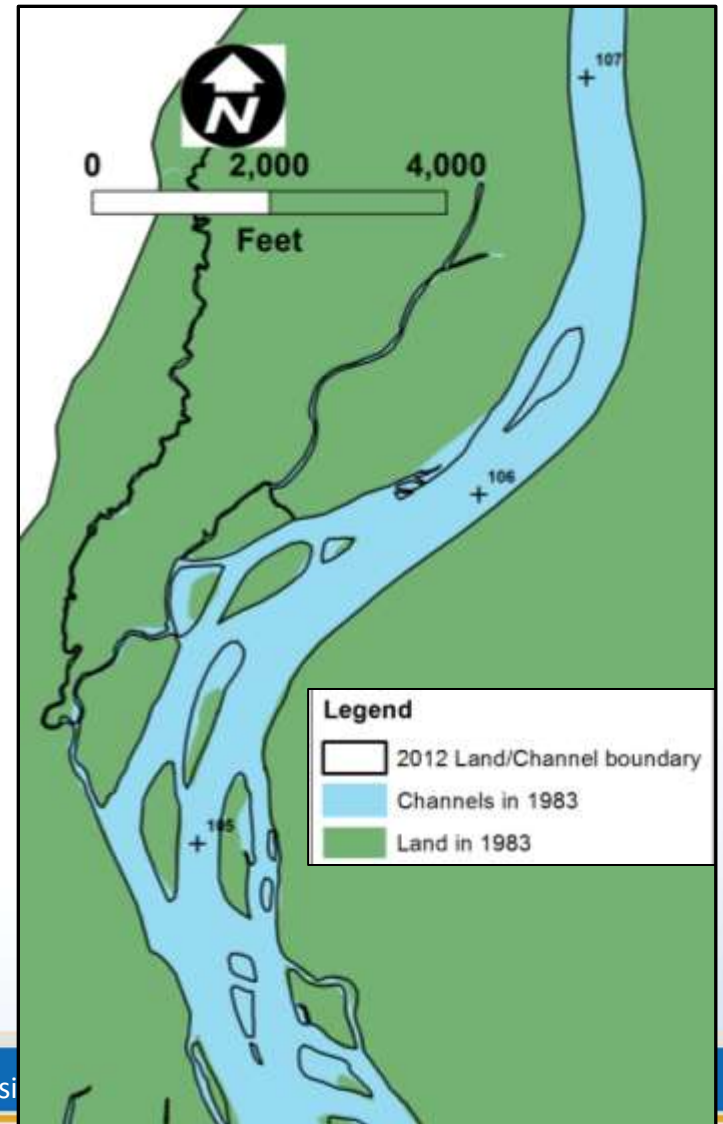 N
0 2,000 4,000
Feet
107
106
105
Legend
2012 Land/Channel boundary
Channels in 1983
Land in 1983
si